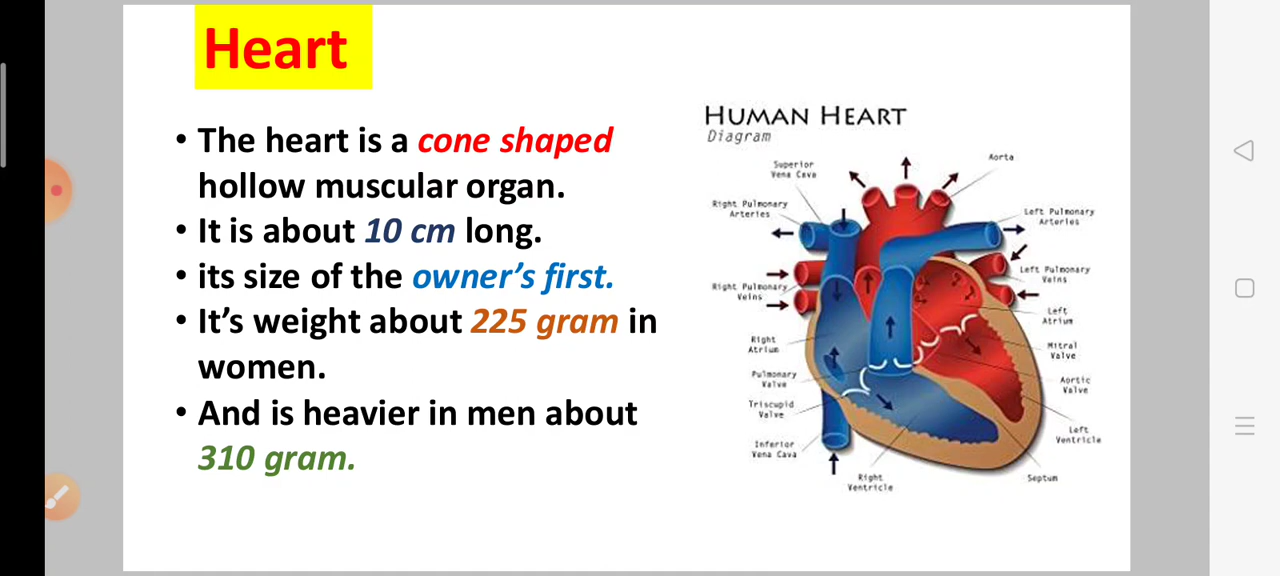 Heart
• The heart is a cone shaped
hollow muscular organ.
• It is about 10 cm long.
• its size of the owner’s first.
• It’s weight about 225 gram in
women.
• And is heavier in men about
310 gram.
HUMAN HEART
Diagram
Superior
Vena Cava
Aorta
Right Pulmonary
Arteries
Left Pulmonary
Arteries
Right Pulmonary
Veins
Left Pulmonary
Veins
Left
Atrium
Right
Atrium
Mitral
Valve
Pulmonary
Valve
Aortic
Valve
Triscupid
Valve
Left
Ventricle
Inferior
Vena Cava
Right
Ventricle
Septum